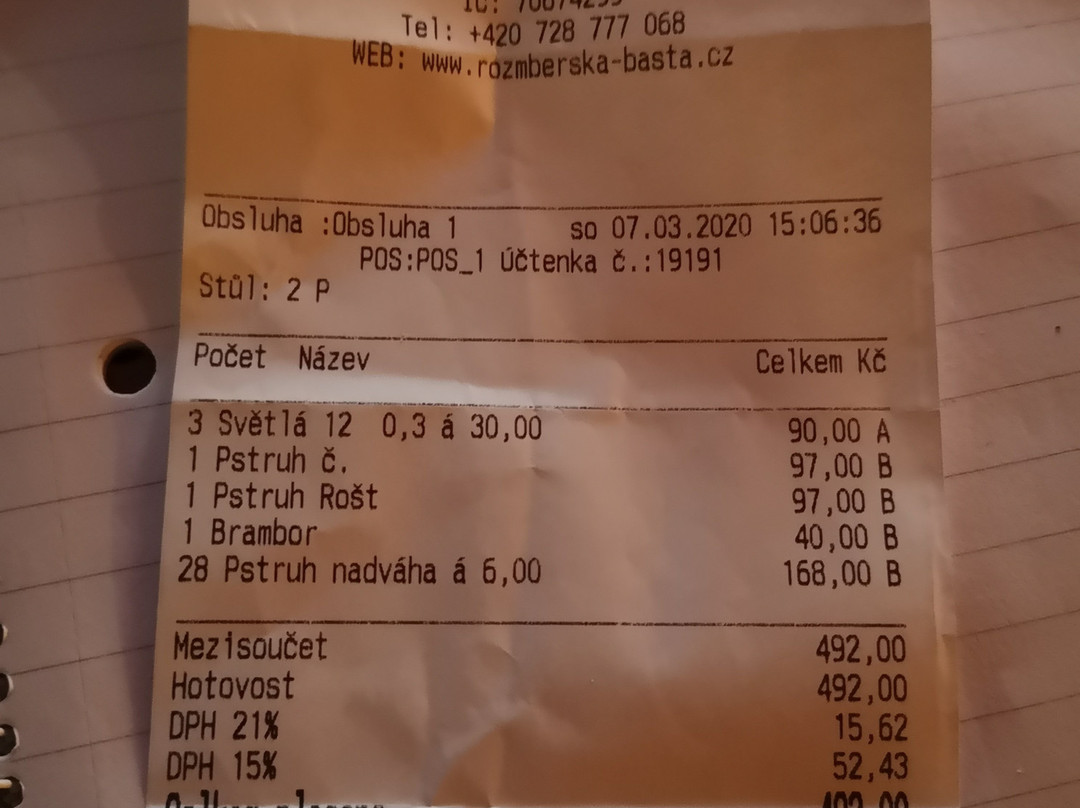 Tel: +420 728 777 068
WEB: www.rozmberska-basta.cz
Obsluha :Obsluha 1 so 07.03.2020 15:06:36
POS:POS_1 účtenka č.:19191
Stůl: 2 P
Počet Název Celkem Kč
3 Světlá 12 0,3 á 30,00 90,00 A
1 Pstruh č. 97,00 B
1 Pstruh Rošt 97,00 B
1 Brambor 40,00 B
28 Pstruh nadváha á 6,00 168,00 B
Mezisoučet 492,00
Hotovost 492,00
DPH 21% 15,62
DPH 15% 52,43